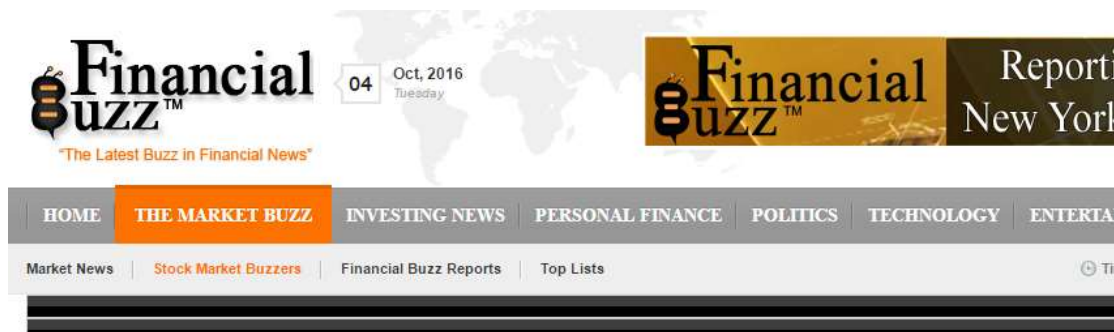 Financial
Buzz™
"The Latest Buzz in Financial News"
04
Oct, 2016
Tuesday
Financial
Buzz™
New York
HOME THE MARKET BUZZ INVESTING NEWS PERSONAL FINANCE POLITICS TECHNOLOGY
Market News Stock Market Buzzers Financial Buzz Reports Top Lists